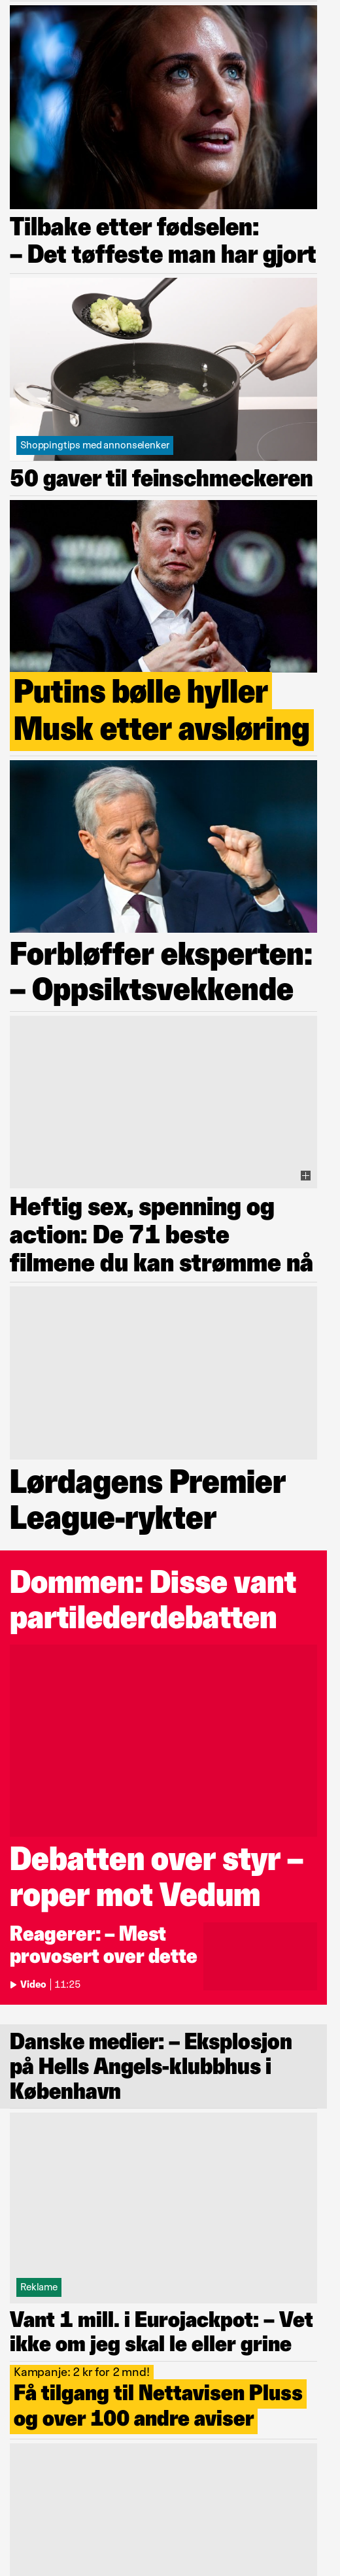 Tilbake etter fødselen:
– Det tøffeste man har gjort
Shoppingtips med annonselenker
50 gaver til feinschmeckeren
Putins bølle hyller
Musk etter avsløring
Forbløffer eksperten:
– Oppsiktsvekkende
Heftig sex, spenning og
action: De 71 beste
filmene du kan strømme nå
Lørdagens Premier
League-rykter
Dommen: Disse vant
partilederdebatten
Debatten over styr –
roper mot Vedum
Reagerer: – Mest
provosert over dette
Video | 11:25
Danske medier: – Eksplosjon
på Hells Angels-klubbhus i
København
Reklame
Vant 1 mill. i Eurojackpot: – Vet
ikke om jeg skal le eller grine
Kampanje: 2 kr for 2 mnd!
Få tilgang til Nettavisen Pluss
og over 100 andre aviser